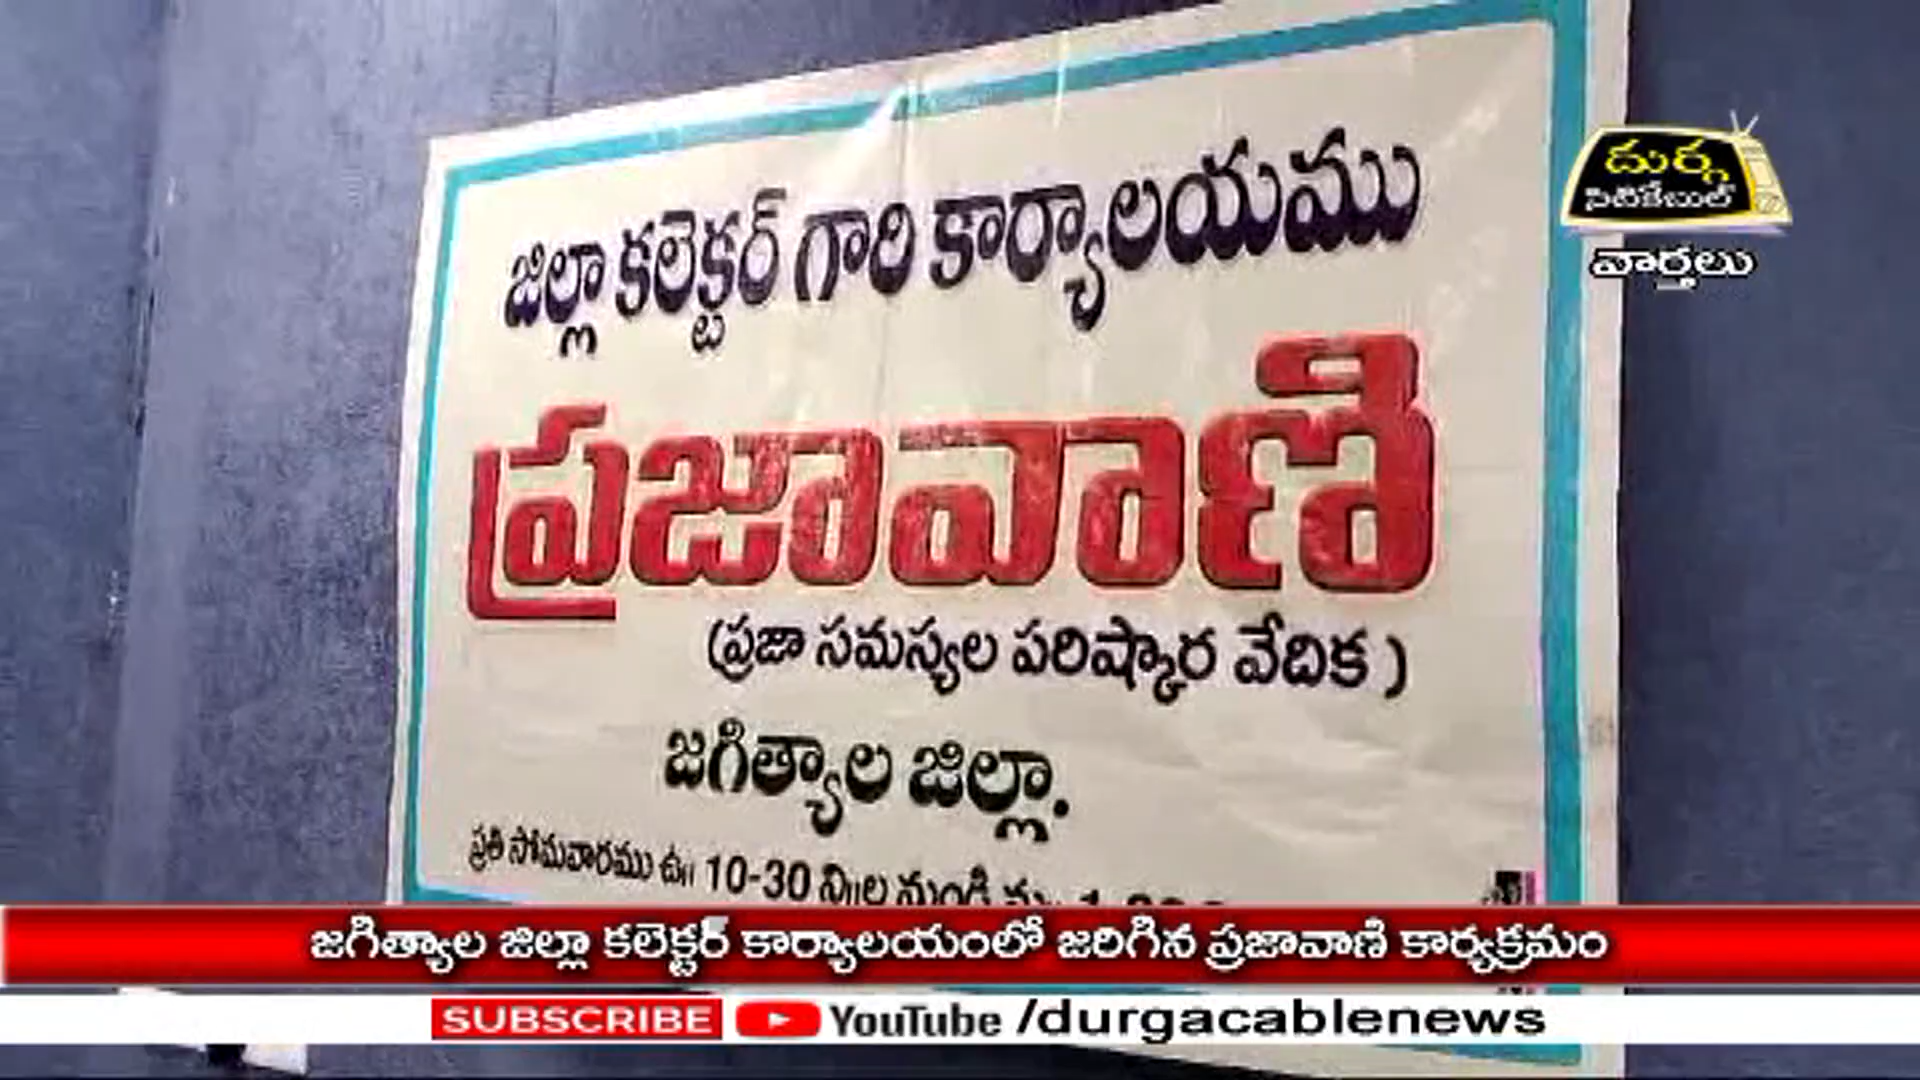 జిల్లా కలెక్టర్ గారి కార్యాలయము
ప్రజావాణి
(ప్రజా సమస్యల పరిష్కార వేదిక)
జగిత్యాల జిల్లా.
ప్రతి సోమవారము ఉ॥ 10-30 ని॥ల నుండి
దుర్గ
సిటికేబుల్
వార్తలు
జగిత్యాల జిల్లా కలెక్టర్ కార్యాలయంలో జరిగిన ప్రజావాణి కార్యక్రమం
SUBSCRIBE YouTube /durgacablenews